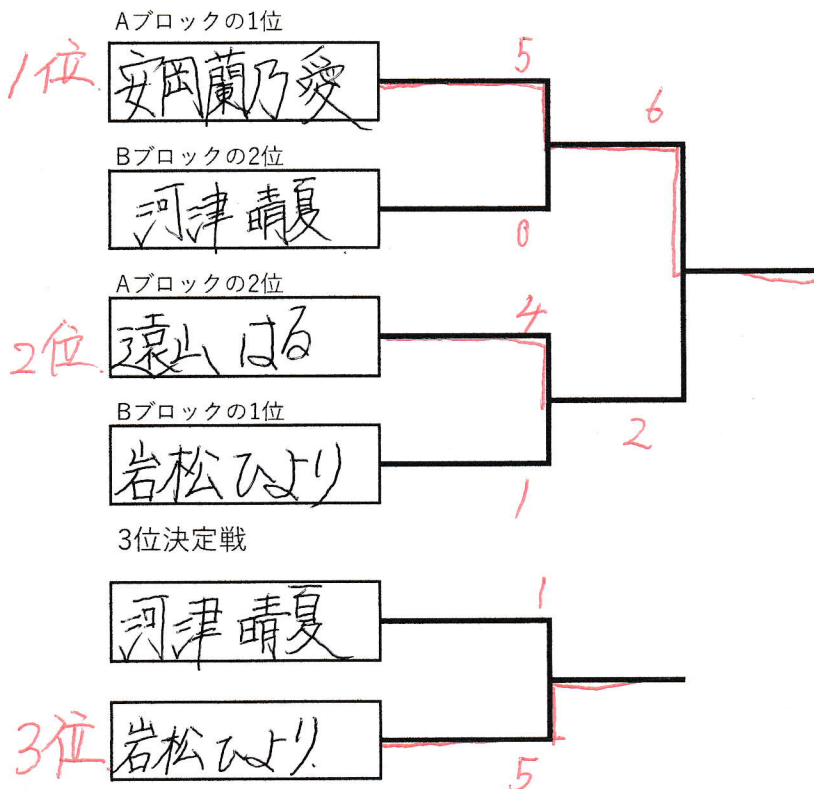 Aブロックの1位
1位 安岡蘭乃愛 5
6
Bブロックの2位
河津 晴夏 0
Aブロックの2位
2位 遠山 はる 4
2
Bブロックの1位
岩松ひより 1
3位決定戦
河津 晴夏 1
3位 岩松ひより 5